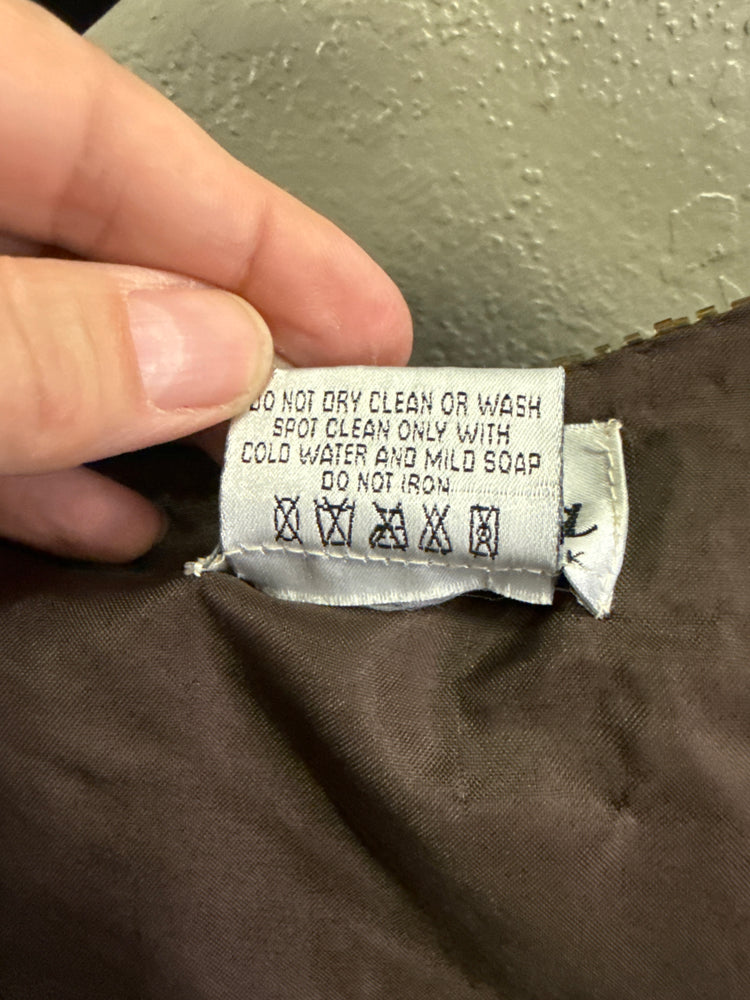 DO NOT DRY CLEAN OR WASH
SPOT CLEAN ONLY WITH
COLD WATER AND MILD SOAP
DO NOT IRON
K